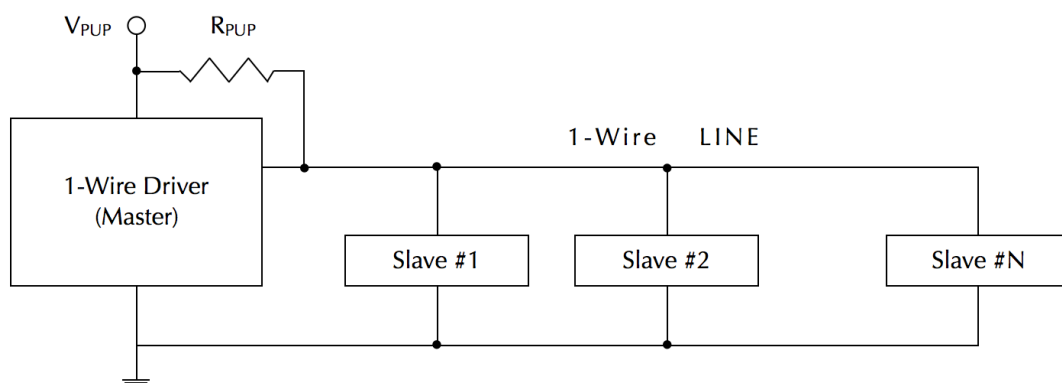 VPUP
RPUP
1-Wire LINE
1-Wire Driver
(Master)
Slave #1
Slave #2
Slave #N